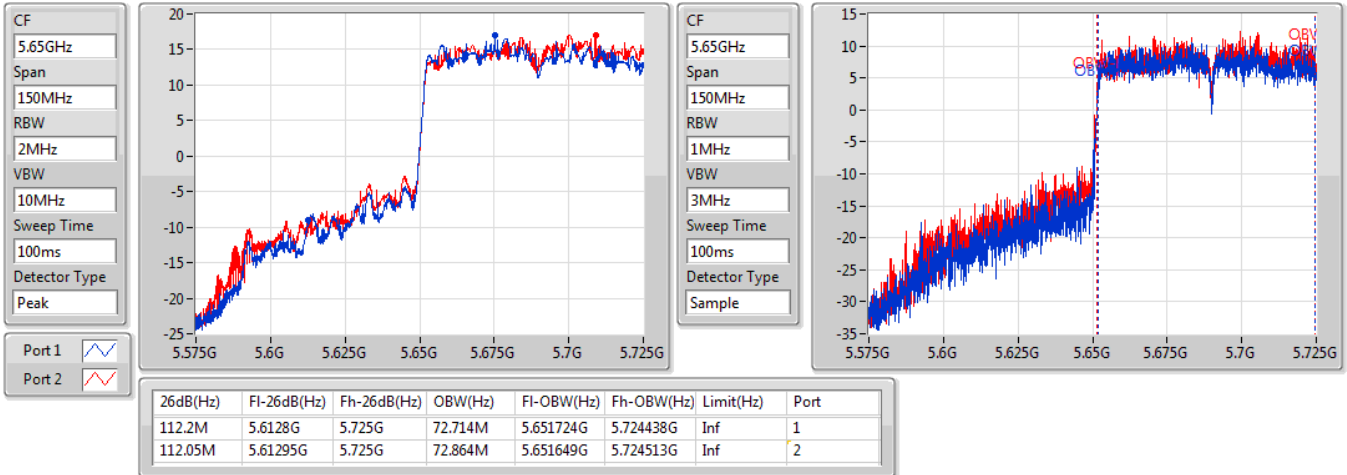 CF
5.65GHz
Span
150MHz
RBW
2MHz
VBW
10MHz
Sweep Time
100ms
Detector Type
Peak
Port 1
Port 2
20-
15-
10-
5-
0-
-5-
-10-
-15-
-20-
-25-
5.575G 5.6G 5.625G 5.65G 5.675G 5.7G 5.725G
CF
5.65GHz
Span
150MHz
RBW
1MHz
VBW
3MHz
Sweep Time
100ms
Detector Type
Sample
15-
10-
5-
0-
-5-
-10-
-15-
-20-
-25-
-30-
-35-
5.575G 5.6G 5.625G 5.65G 5.675G 5.7G 5.725G
OBV
26dB(Hz) Fl-26dB(Hz) Fh-26dB(Hz) OBW(Hz) Fl-OBW(Hz) Fh-OBW(Hz) Limit(Hz) Port
112.2M 5.6128G 5.725G 72.714M 5.651724G 5.724438G Inf 1
112.05M 5.61295G 5.725G 72.864M 5.651649G 5.724513G Inf 2